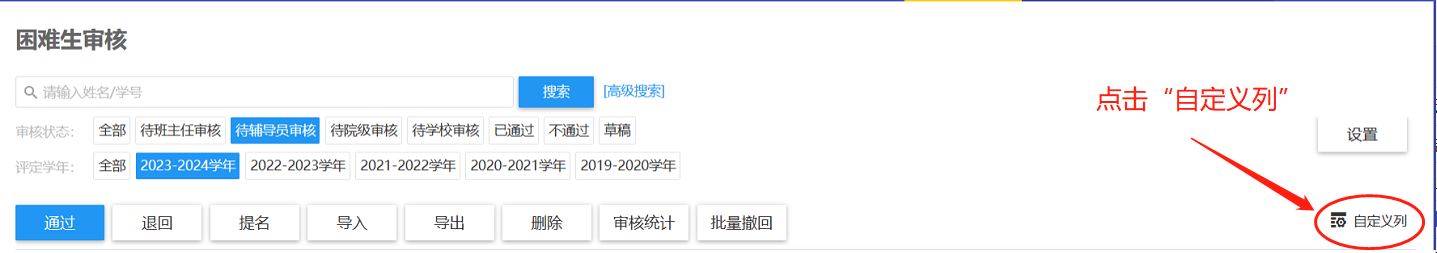 困难生审核
请输入姓名/学号 搜索 [高级搜索]
点击“自定义列”
审核状态: 全部 待班主任审核 待辅导员审核 待院级审核 待学校审核 已通过 不通过 草稿
设置
评定学年: 全部 2023-2024学年 2022-2023学年 2021-2022学年 2020-2021学年 2019-2020学年
通过 退回 提名 导入 导出 删除 审核统计 批量撤回 自定义列